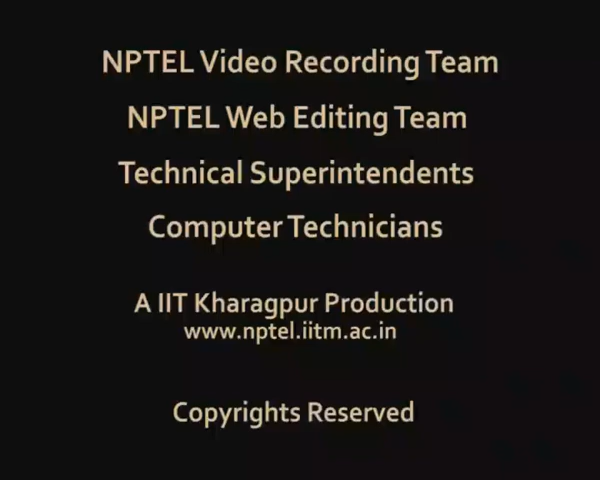 NPTEL Video Recording Team
NPTEL Web Editing Team
Technical Superintendents
Computer Technicians
A IIT Kharagpur Production
www.nptel.iitm.ac.in
Copyrights Reserved